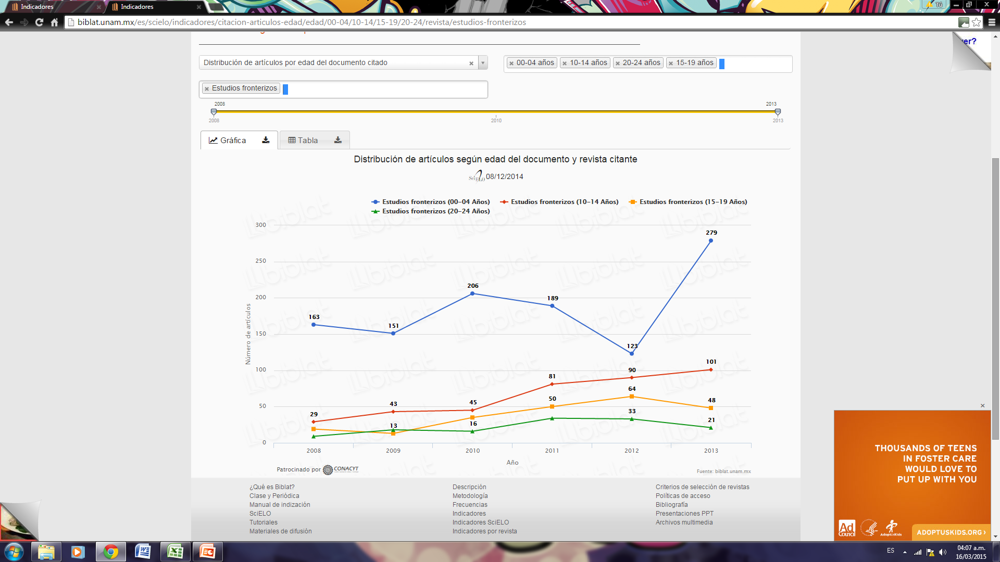 Indicadores
Indicadores
Tú
biblat.unam.mx/es/scielo/indicadores/citacion-articulos-edad/edad/00-04/10-14/15-19/20-24/revista/estudios-fronterizos
ver?
Distribución de artículos por edad del documento citado
00-04 años 10-14 años 20-24 años 15-19 años
Estudios fronterizos
2008 2013
2008 2010 2013
Gráfica Tabla
Distribución de artículos según edad del documento y revista citante
SciELO 08/12/2014
Estudios fronterizos (00-04 Años) Estudios fronterizos (10-14 Años) Estudios fronterizos (15-19 Años)
Estudios fronterizos (20-24 Años)
Número de artículos
300
250
200
150
100
50
0
163 151 206 189 123 279
29 43 45 81 90 101
13 50 64 48
16 33 21
2008 2009 2010 2011 2012 2013
Año
Patrocinado por CONACYT
Fuente: biblat.unam.mx
biblat
¿Qué es Biblat?
Clase y Periódica
Manual de indización
SciELO
Tutoriales
Materiales de difusión
Descripción
Metodología
Frecuencias
Indicadores
Indicadores SciELO
Indicadores por revista
Criterios de selección de revistas
Políticas de acceso
Bibliografía
Presentaciones PPT
Archivos multimedia
THOUSANDS OF TEENS
IN FOSTER CARE
WOULD LOVE TO
PUT UP WITH YOU
Ad Council
AdoptUsKids
ADOPTUSKIDS.ORG ›
ES
04:07 a.m.
16/03/2015